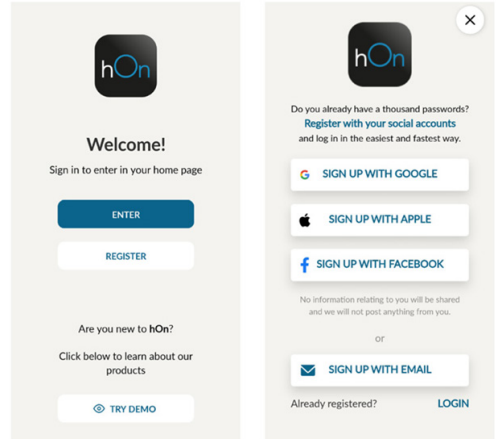 hOn
Welcome!
Sign in to enter in your home page
ENTER
REGISTER
Are you new to hOn?
Click below to learn about our
products
TRY DEMO
hOn
Do you already have a thousand passwords?
Register with your social accounts
and log in in the easiest and fastest way.
SIGN UP WITH GOOGLE
SIGN UP WITH APPLE
SIGN UP WITH FACEBOOK
No information relating to you will be shared
and we will not post anything from you.
or
SIGN UP WITH EMAIL
Already registered? LOGIN